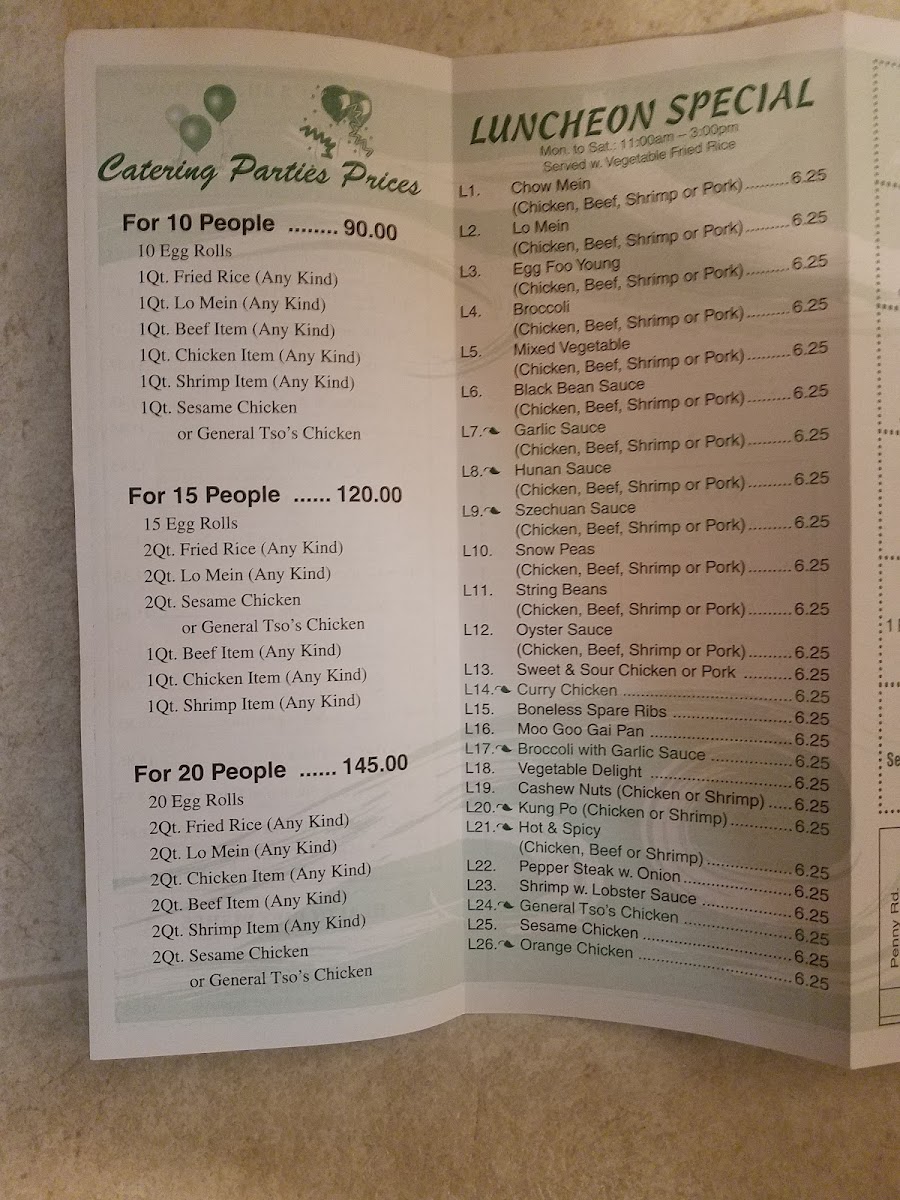 Catering Parties Prices
For 10 People ........ 90.00
10 Egg Rolls
1Qt. Fried Rice (Any Kind)
1Qt. Lo Mein (Any Kind)
1Qt. Beef Item (Any Kind)
1Qt. Chicken Item (Any Kind)
1Qt. Shrimp Item (Any Kind)
1Qt. Sesame Chicken
or General Tso's Chicken
For 15 People ...... 120.00
15 Egg Rolls
2Qt. Fried Rice (Any Kind)
2Qt. Lo Mein (Any Kind)
2Qt. Sesame Chicken
or General Tso's Chicken
1Qt. Beef Item (Any Kind)
1Qt. Chicken Item (Any Kind)
1Qt. Shrimp Item (Any Kind)
For 20 People ...... 145.00
20 Egg Rolls
2Qt. Fried Rice (Any Kind)
2Qt. Lo Mein (Any Kind)
2Qt. Chicken Item (Any Kind)
2Qt. Beef Item (Any Kind)
2Qt. Shrimp Item (Any Kind)
2Qt. Sesame Chicken
or General Tso's Chicken
LUNCHEON SPECIAL
Mon. to Sat.: 11:00am – 3:00pm
Served w. Vegetable Fried Rice
L1. Chow Mein
(Chicken, Beef, Shrimp or Pork)..........6.25
L2. Lo Mein
(Chicken, Beef, Shrimp or Pork)..........6.25
L3. Egg Foo Young
(Chicken, Beef, Shrimp or Pork)..........6.25
L4. Broccoli
(Chicken, Beef, Shrimp or Pork)..........6.25
L5. Mixed Vegetable
(Chicken, Beef, Shrimp or Pork)..........6.25
L6. Black Bean Sauce
(Chicken, Beef, Shrimp or Pork)..........6.25
L7. Garlic Sauce
(Chicken, Beef, Shrimp or Pork)..........6.25
L8. Hunan Sauce
(Chicken, Beef, Shrimp or Pork)..........6.25
L9. Szechuan Sauce
(Chicken, Beef, Shrimp or Pork)..........6.25
L10. Snow Peas
(Chicken, Beef, Shrimp or Pork)..........6.25
L11. String Beans
(Chicken, Beef, Shrimp or Pork)..........6.25
L12. Oyster Sauce
(Chicken, Beef, Shrimp or Pork)..........6.25
L13. Sweet & Sour Chicken or Pork ..........6.25
L14. Curry Chicken ....................................6.25
L15. Boneless Spare Ribs ..........................6.25
L16. Moo Goo Gai Pan ..............................6.25
L17. Broccoli with Garlic Sauce ..................6.25
L18. Vegetable Delight ..............................6.25
L19. Cashew Nuts (Chicken or Shrimp).....6.25
L20. Kung Po (Chicken or Shrimp).............6.25
L21. Hot & Spicy
(Chicken, Beef or Shrimp)..................6.25
L22. Pepper Steak w. Onion.......................6.25
L23. Shrimp w. Lobster Sauce ...................6.25
L24. General Tso's Chicken .......................6.25
L25. Sesame Chicken ................................6.25
L26. Orange Chicken .................................6.25
Penny Rd.